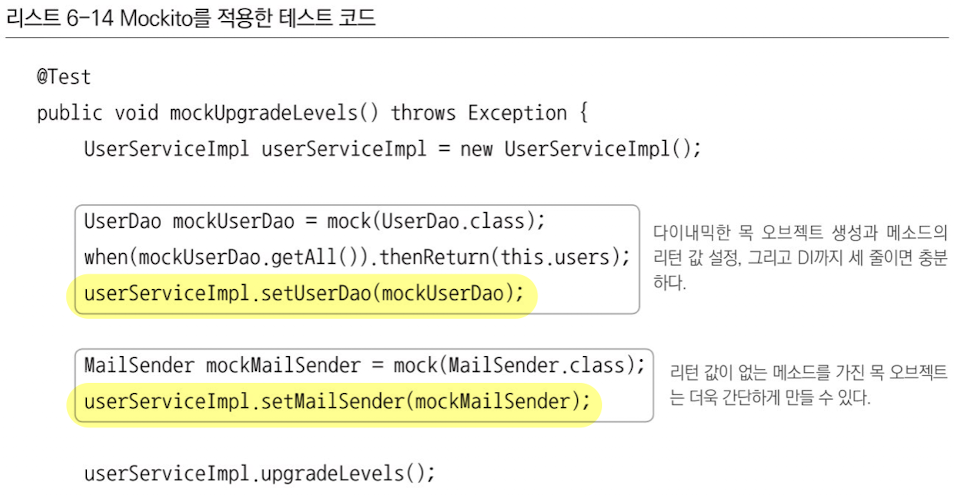 리스트 6-14 Mockito를 적용한 테스트 코드
@Test
public void mockUpgradeLevels() throws Exception {
UserServiceImpl userServiceImpl = new UserServiceImpl();
UserDao mockUserDao = mock(UserDao.class);
when(mockUserDao.getAll()).thenReturn(this.users);
userServiceImpl.setUserDao(mockUserDao);
다이내믹한 목 오브젝트 생성과 메소드의
리턴 값 설정, 그리고 DI까지 세 줄이면 충분
하다.
MailSender mockMailSender = mock(MailSender.class);
userServiceImpl.setMailSender(mockMailSender);
리턴 값이 없는 메소드를 가진 목 오브젝트
는 더욱 간단하게 만들 수 있다.
userServiceImpl.upgradeLevels();